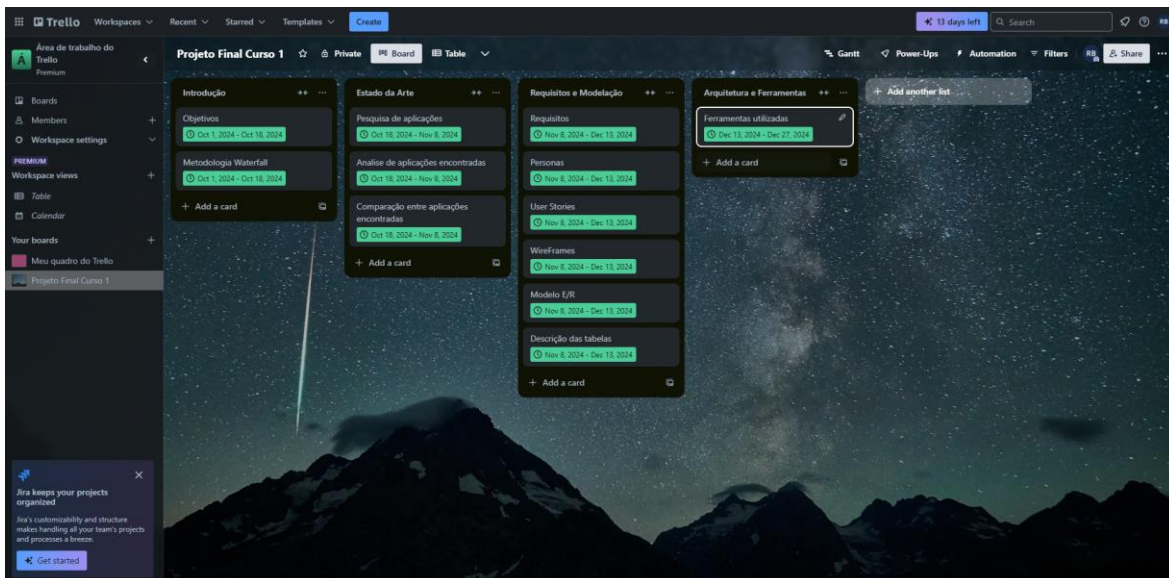 Trello Workspaces Recent Starred Templates Create 13 days left Search RB
Área de trabalho do Trello
Á
Premium
Boards
Members
Workspace settings
PREMIUM
Workspace views
Table
Calendar
Your boards
Meu quadro do Trello
Projeto Final Curso 1
Jira keeps your projects
organized
Jira's customizability and structure
makes handling all your team's projects
and processes a breeze.
Get started
Projeto Final Curso 1 Private Board Table Gantt Power-Ups Automation Filters RB Share
Introdução
Objetivos
Oct 1, 2024 - Oct 18, 2024
Metodologia Waterfall
Oct 1, 2024 - Oct 18, 2024
+ Add a card
Estado da Arte
Pesquisa de aplicações
Oct 18, 2024 - Nov 8, 2024
Analise de aplicações encontradas
Oct 18, 2024 - Nov 8, 2024
Comparação entre aplicações
encontradas
Oct 18, 2024 - Nov 8, 2024
+ Add a card
Requisitos e Modelação
Requisitos
Nov 8, 2024 - Dec 13, 2024
Personas
Nov 8, 2024 - Dec 13, 2024
User Stories
Nov 8, 2024 - Dec 13, 2024
WireFrames
Nov 8, 2024 - Dec 13, 2024
Modelo E/R
Nov 8, 2024 - Dec 13, 2024
Descrição das tabelas
Nov 8, 2024 - Dec 13, 2024
+ Add a card
Arquitetura e Ferramentas
Ferramentas utilizadas
Dec 13, 2024 - Dec 27, 2024
+ Add a card
+ Add another list